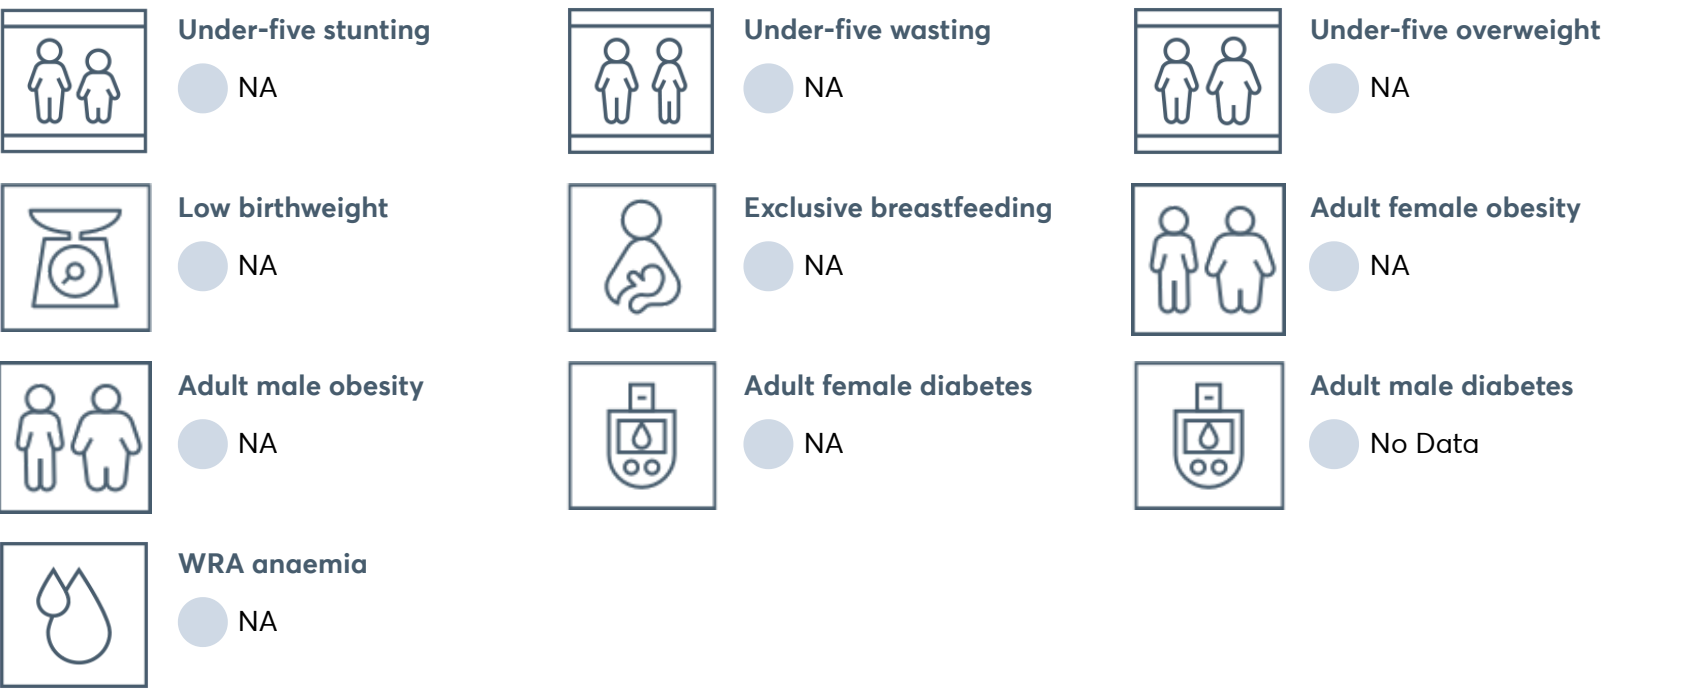 Under-five stunting
NA
Under-five wasting
NA
Under-five overweight
NA
Low birthweight
NA
Exclusive breastfeeding
NA
Adult female obesity
NA
Adult male obesity
NA
Adult female diabetes
NA
Adult male diabetes
No Data
WRA anaemia
NA